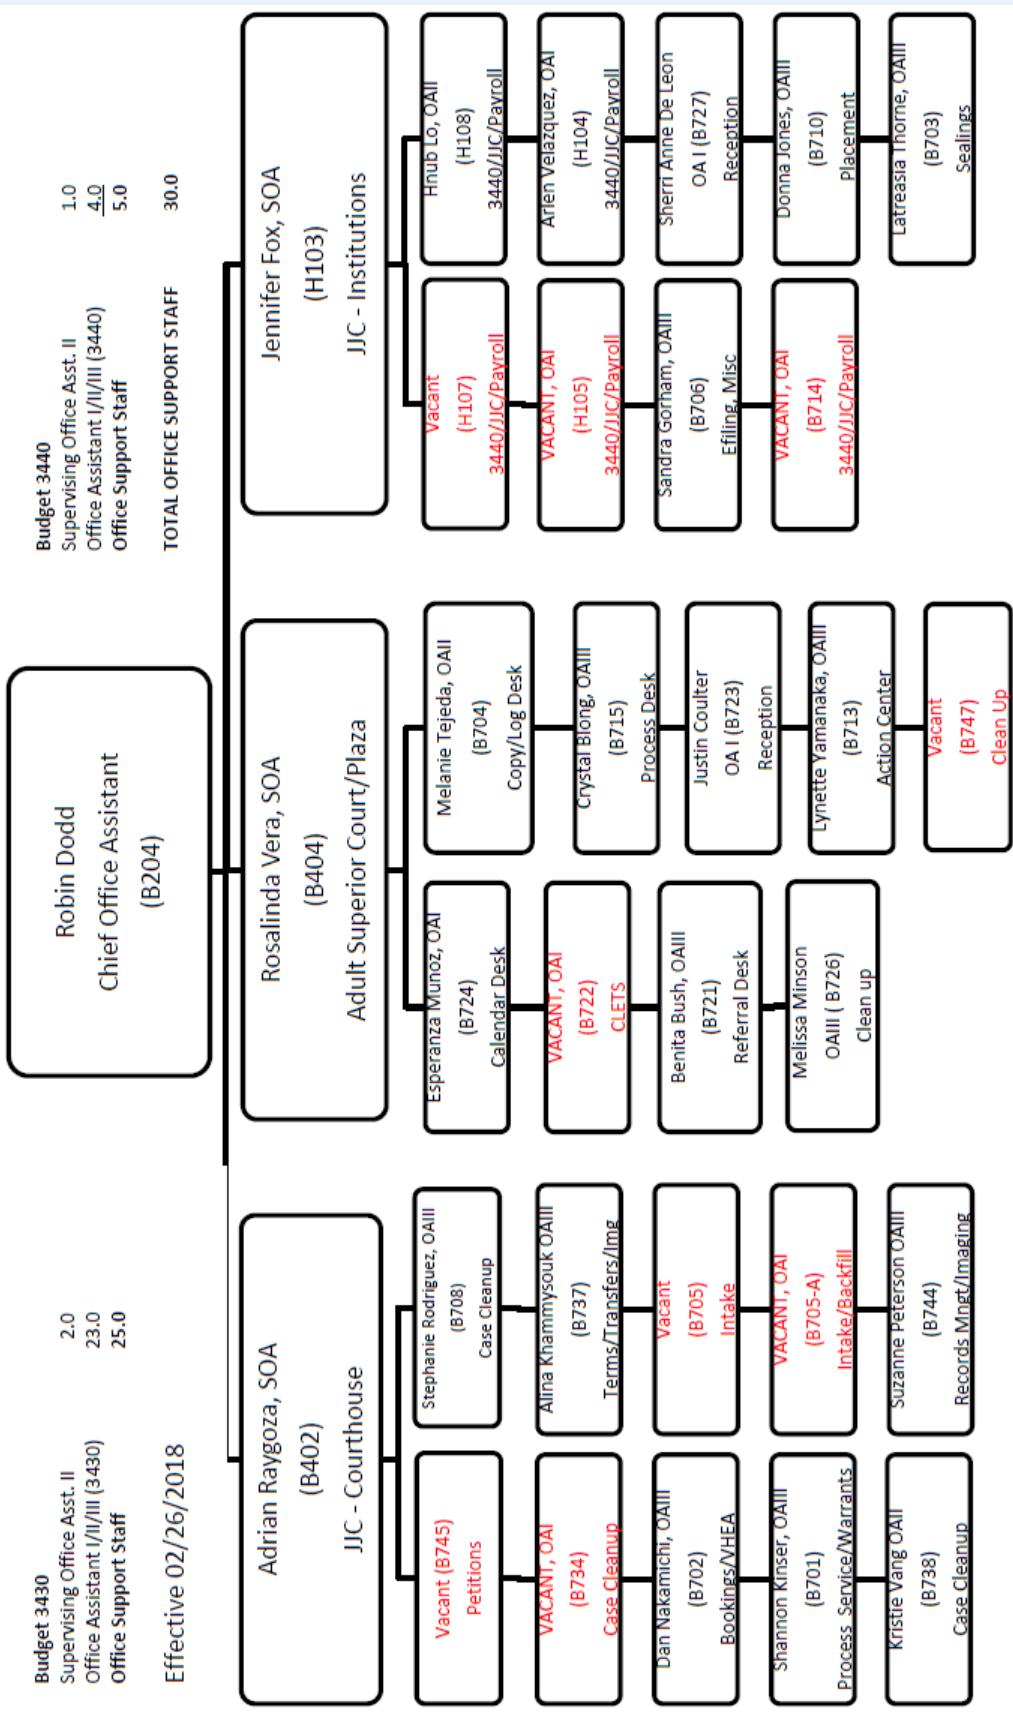 Budget 3430
Supervising Office Asst. II 2.0
Office Assistant I/II/III (3430) 23.0
Office Support Staff 25.0
Effective 02/26/2018
Robin Dodd
Chief Office Assistant
(B204)
Budget 3440
Supervising Office Asst. II 1.0
Office Assistant I/II/III (3440) 4.0
Office Support Staff 5.0
TOTAL OFFICE SUPPORT STAFF 30.0
Adrian Raygoza, SOA
(B402)
JJC - Courthouse
Vacant (B745)
Petitions
VACANT, OAI
(B734)
Case Cleanup
Dan Nakamichi, OAIII
(B702)
Bookings/VHEA
Shannon Kinser, OAIII
(B701)
Process Service/Warrants
Kristie Vang OAII
(B738)
Case Cleanup
Stephanie Rodriguez, OAIII
(B708)
Case Cleanup
Alina Khammysouk OAIII
(B737)
Terms/Transfers/Img
Vacant
(B705)
Intake
VACANT, OAI
(B705-A)
Intake/Backfill
Suzanne Peterson OAIII
(B744)
Records Mngt/Imaging
Rosalinda Vera, SOA
(B404)
Adult Superior Court/Plaza
Esperanza Munoz, OAI
(B724)
Calendar Desk
VACANT, OAI
(B722)
CLETS
Benita Bush, OAIII
(B721)
Referral Desk
Melissa Minson
OAIII ( B726)
Clean up
Melanie Tejeda, OAII
(B704)
Copy/Log Desk
Crystal Blong, OAIII
(B715)
Process Desk
Justin Coulter
OA I (B723)
Reception
Lynette Yamanaka, OAIII
(B713)
Action Center
Vacant
(B747)
Clean Up
Jennifer Fox, SOA
(H103)
JJC - Institutions
Vacant
(H107)
3440/JJC/Payroll
VACANT, OAI
(H105)
3440/JJC/Payroll
Sandra Gorham, OAIII
(B706)
Efiling, Misc
VACANT, OAI
(B714)
3440/JJC/Payroll
Hnub Lo, OAII
(H108)
3440/JJC/Payroll
Arlen Velazquez, OAI
(H104)
3440/JJC/Payroll
Sherri Anne De Leon
OA I (B727)
Reception
Donna Jones, OAIII
(B710)
Placement
Latreasia Thorne, OAIII
(B703)
Sealings